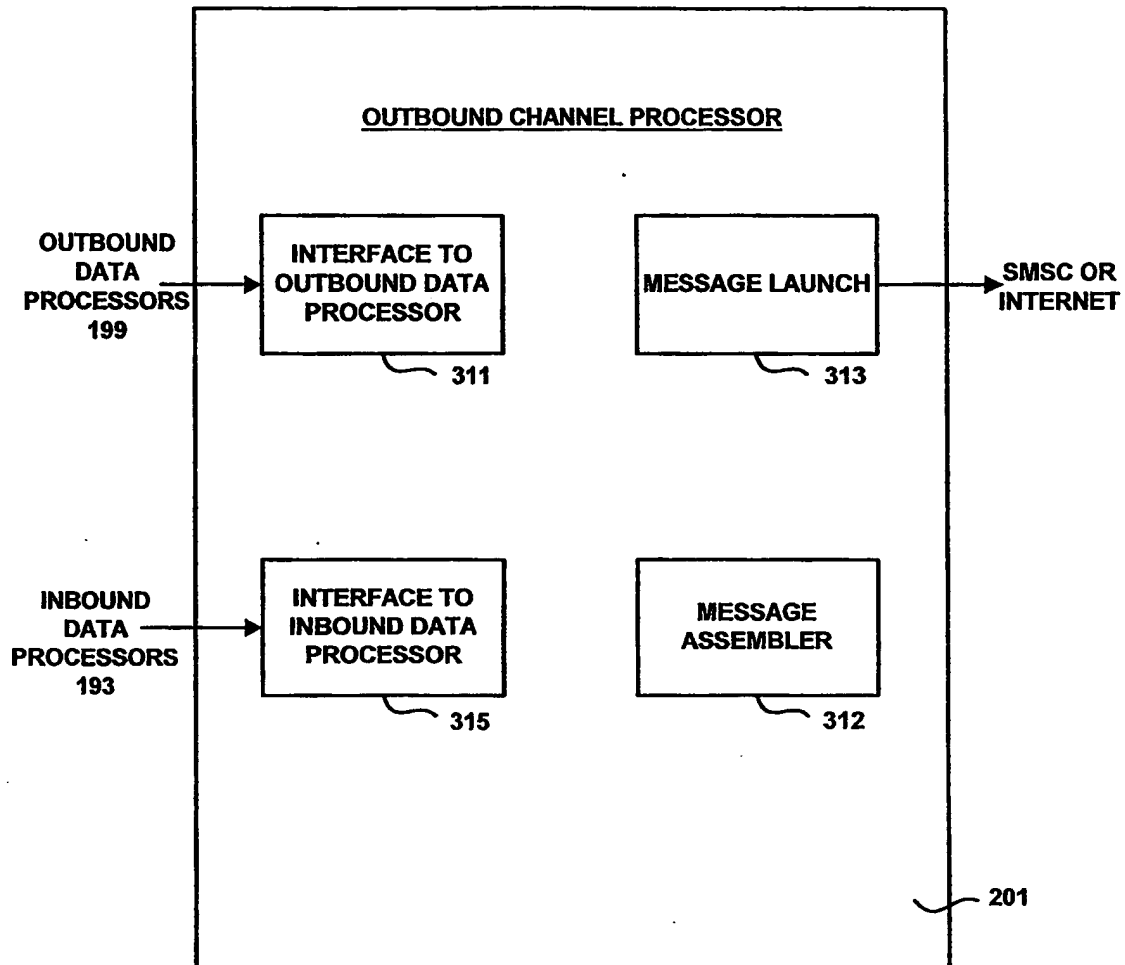 OUTBOUND CHANNEL PROCESSOR
OUTBOUND
DATA
PROCESSORS
199
INTERFACE TO
OUTBOUND DATA
PROCESSOR
311
MESSAGE LAUNCH
313
SMSC OR
INTERNET
INBOUND
DATA
PROCESSORS
193
INTERFACE TO
INBOUND DATA
PROCESSOR
315
MESSAGE
ASSEMBLER
312
201